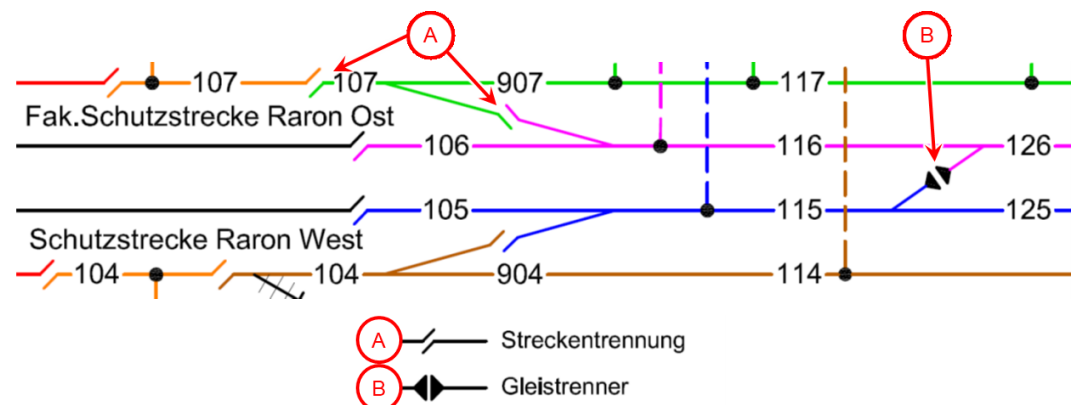 A
B
107
107
907
117
Fak.Schutzstrecke Raron Ost
106
116
126
105
115
125
Schutzstrecke Raron West
104
104
904
114
A Streckentrennung
B Gleistrenner